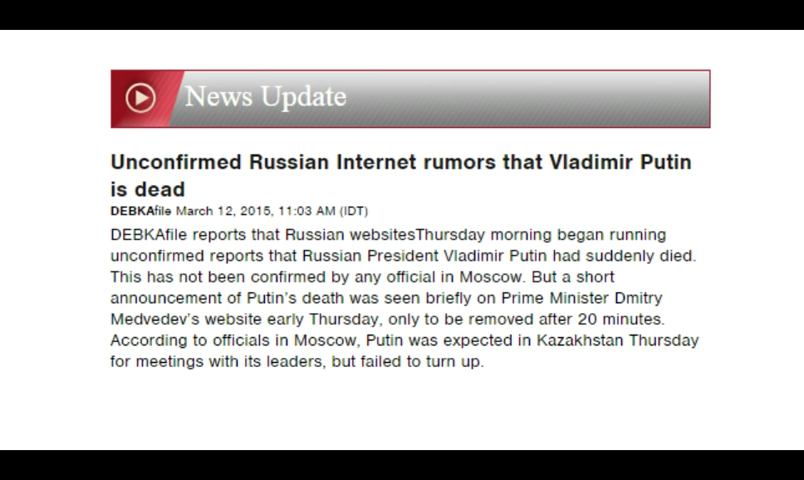 News Update
Unconfirmed Russian Internet rumors that Vladimir Putin
is dead
DEBKAfile March 12, 2015, 11:03 AM (IDT)
DEBKAfile reports that Russian websitesThursday morning began running
unconfirmed reports that Russian President Vladimir Putin had suddenly died.
This has not been confirmed by any official in Moscow. But a short
announcement of Putin's death was seen briefly on Prime Minister Dmitry
Medvedev's website early Thursday, only to be removed after 20 minutes.
According to officials in Moscow, Putin was expected in Kazakhstan Thursday
for meetings with its leaders, but failed to turn up.